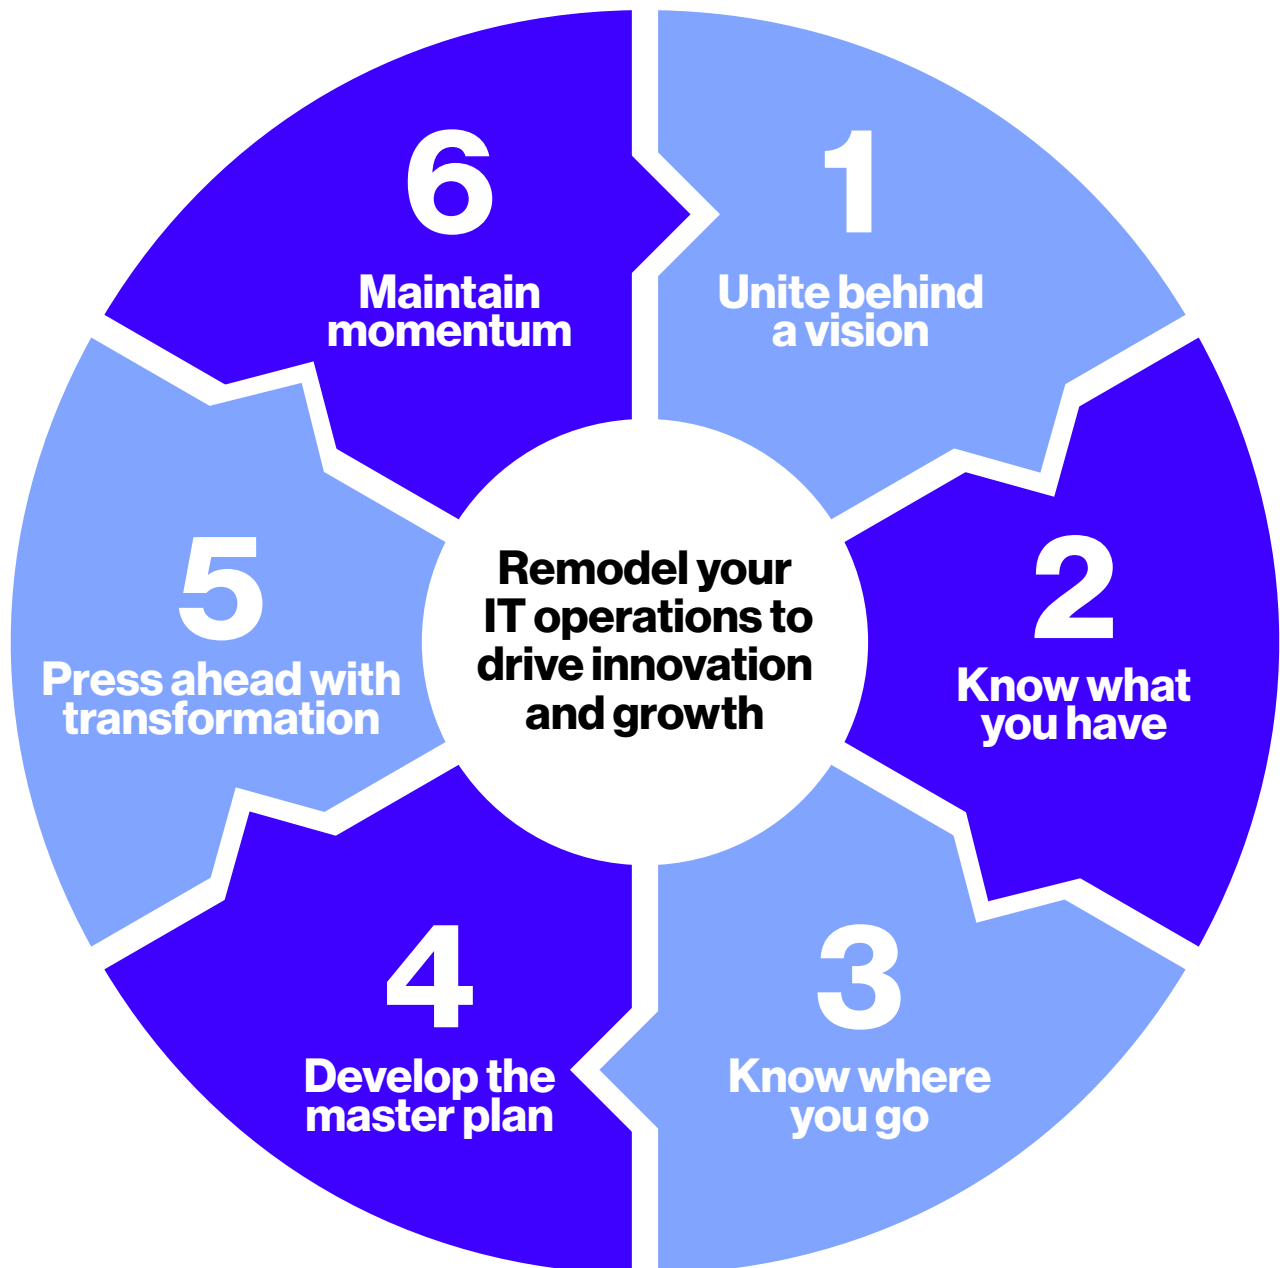 6
Maintain
momentum
1
Unite behind
a vision
5
Press ahead with
transformation
Remodel your
IT operations to
drive innovation
and growth
2
Know what
you have
4
Develop the
master plan
3
Know where
you go